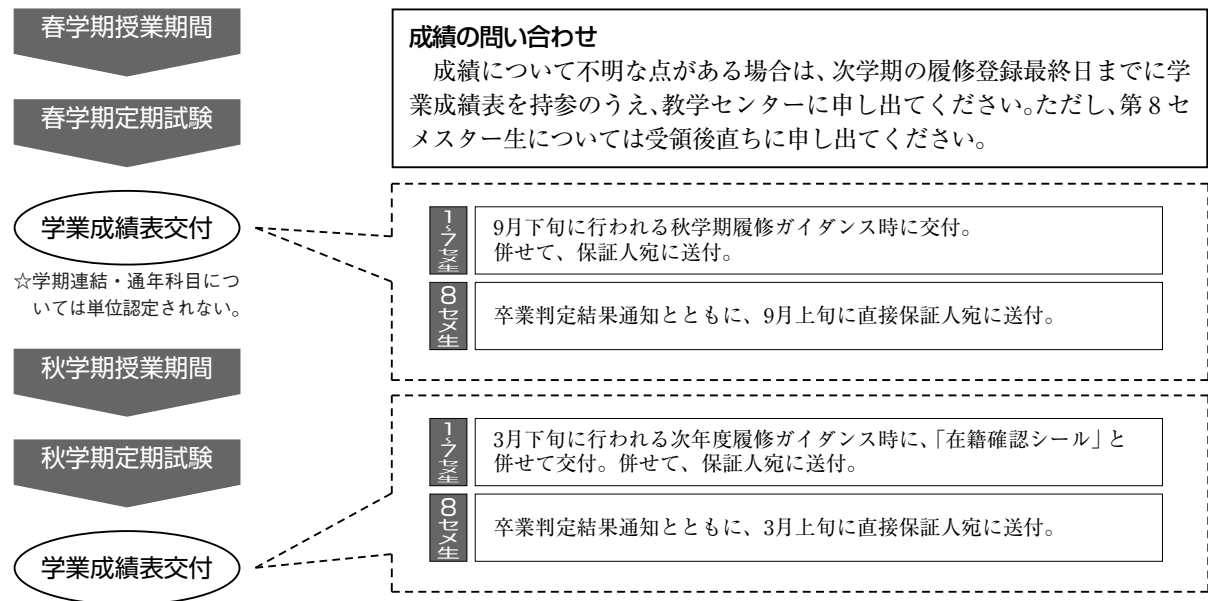 春学期授業期間
春学期定期試験
学業成績表交付
☆学期連結・通年科目につ
いては単位認定されない。
秋学期授業期間
秋学期定期試験
学業成績表交付
成績の問い合わせ
成績について不明な点がある場合は、次学期の履修登録最終日までに学
業成績表を持参のうえ、教学センターに申し出てください。ただし、第8セ
メスター生については受領後直ちに申し出てください。
1~7セメ生
9月下旬に行われる秋学期履修ガイダンス時に交付。
併せて、保証人宛に送付。
8セメ生
卒業判定結果通知とともに、9月上旬に直接保証人宛に送付。
1~7セメ生
3月下旬に行われる次年度履修ガイダンス時に、「在籍確認シール」と
併せて交付。併せて、保証人宛に送付。
8セメ生
卒業判定結果通知とともに、3月上旬に直接保証人宛に送付。